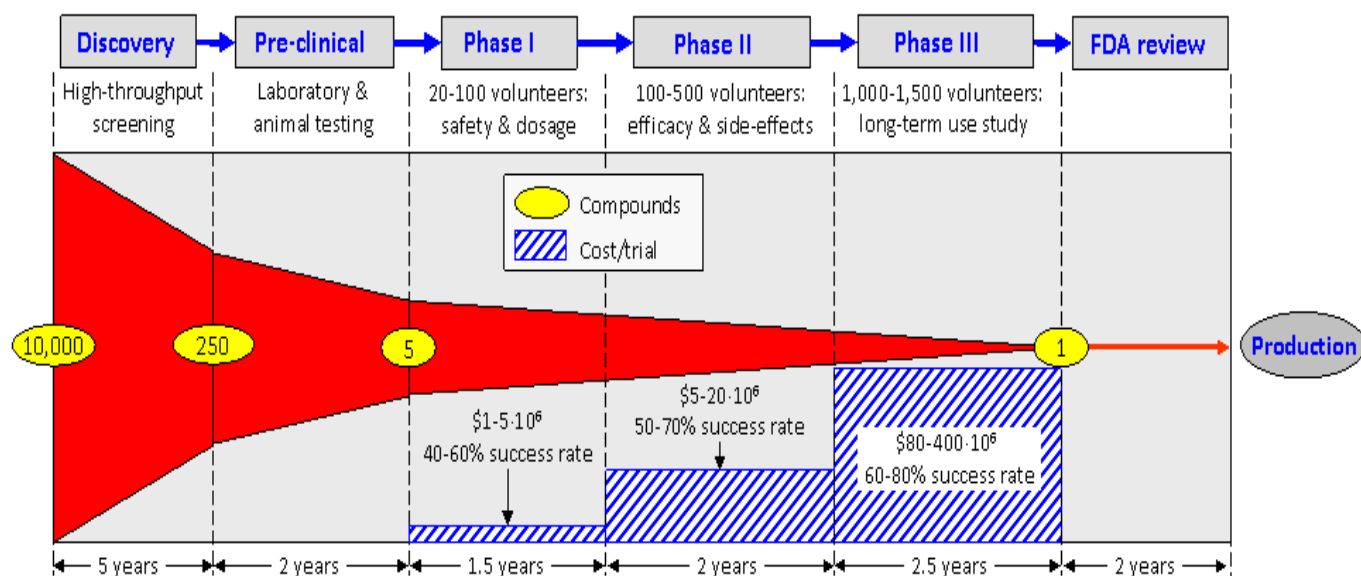 Discovery
Pre-clinical
Phase I
Phase II
Phase III
FDA review
High-throughput
screening
Laboratory &
animal testing
20-100 volunteers:
safety & dosage
100-500 volunteers:
efficacy & side-effects
1,000-1,500 volunteers:
long-term use study
Compounds
Cost/trial
10,000
250
5
1
Production
$1-5·10⁶
40-60% success rate
$5-20·10⁶
50-70% success rate
$80-400·10⁶
60-80% success rate
5 years
2 years
1.5 years
2 years
2.5 years
2 years